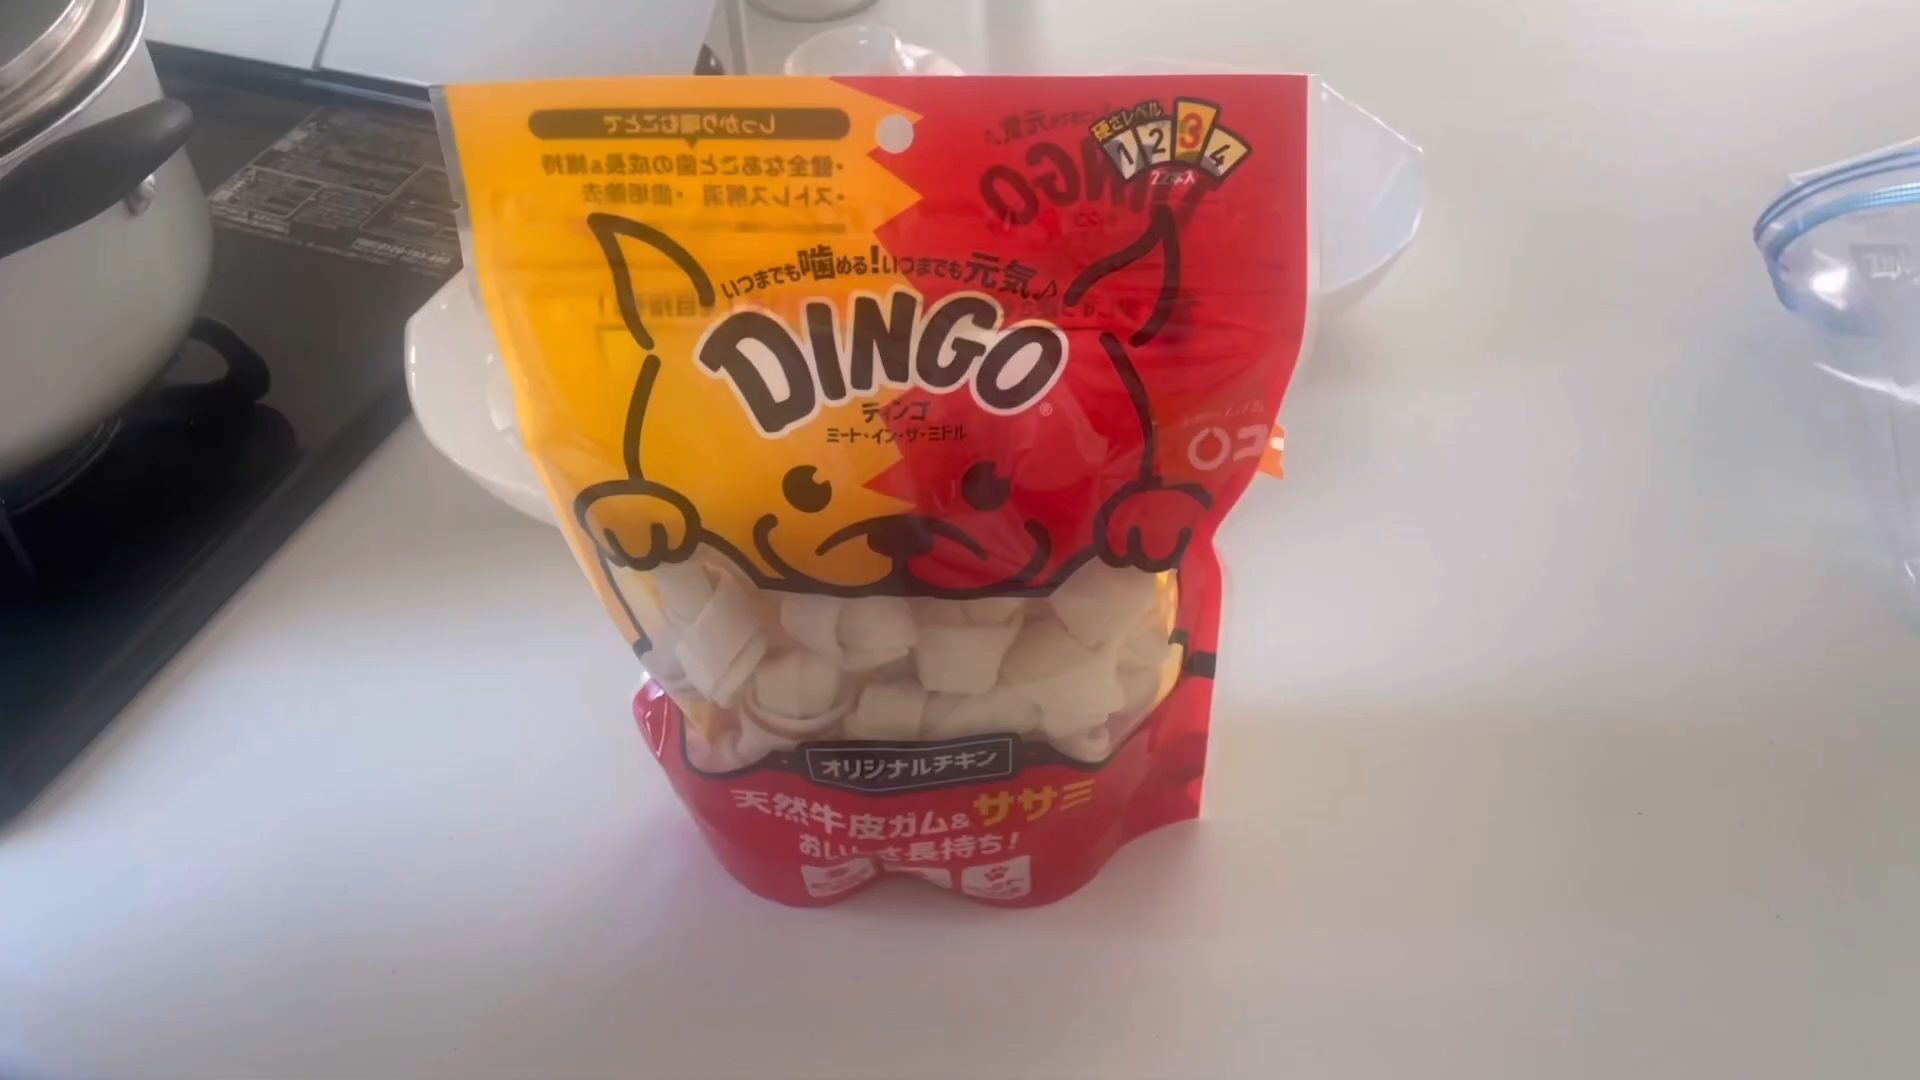 しっかり噛むことで
・健全なあごと歯の成長&維持
・ストレス解消 ・歯垢除去
硬さレベル
1 2 3 4
22本入
いつまでも噛める!いつまでも元気♪
DINGO®
ディンゴ
ミート・イン・ザ・ミドル
オリジナルチキン
天然牛皮ガム&ササミ
おいしさ長持ち!